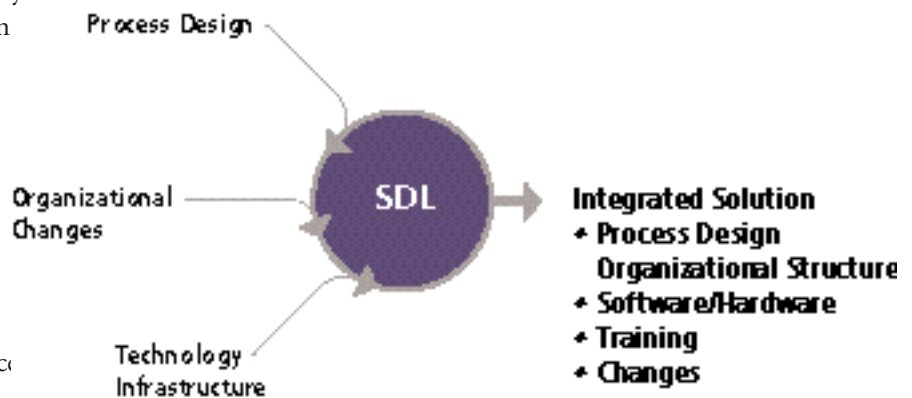 Process Design
Organizational
Changes
Technology
Infrastructure
SDL
Integrated Solution
• Process Design
Organizational Structure
• Software/Hardware
• Training
• Changes